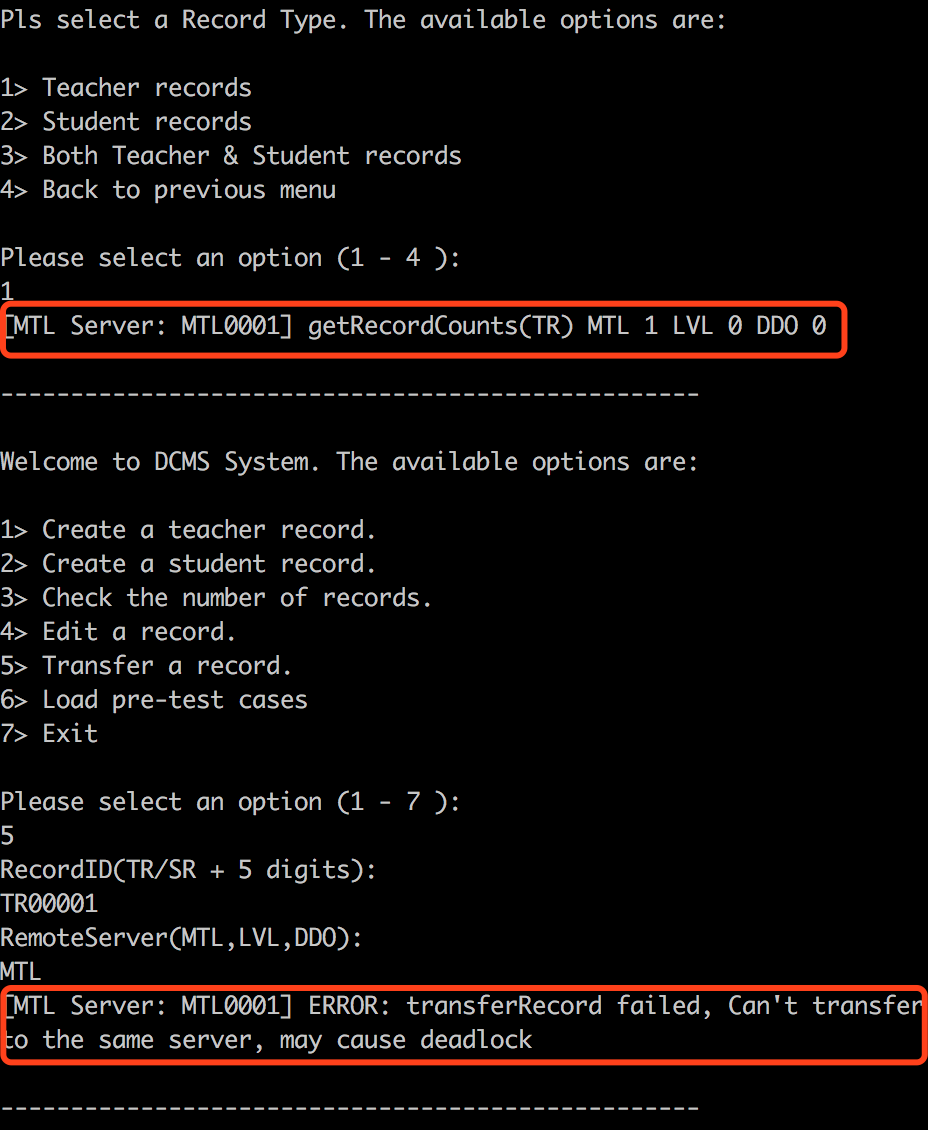 Pls select a Record Type. The available options are:
1> Teacher records
2> Student records
3> Both Teacher & Student records
4> Back to previous menu
Please select an option (1 - 4 ):
1
[MTL Server: MTL0001] getRecordCounts(TR) MTL 1 LVL 0 DDO 0
--------------------------------------------------
Welcome to DCMS System. The available options are:
1> Create a teacher record.
2> Create a student record.
3> Check the number of records.
4> Edit a record.
5> Transfer a record.
6> Load pre-test cases
7> Exit
Please select an option (1 - 7 ):
5
RecordID(TR/SR + 5 digits):
TR00001
RemoteServer(MTL,LVL,DDO):
MTL
[MTL Server: MTL0001] ERROR: transferRecord failed, Can't transfer
to the same server, may cause deadlock
--------------------------------------------------